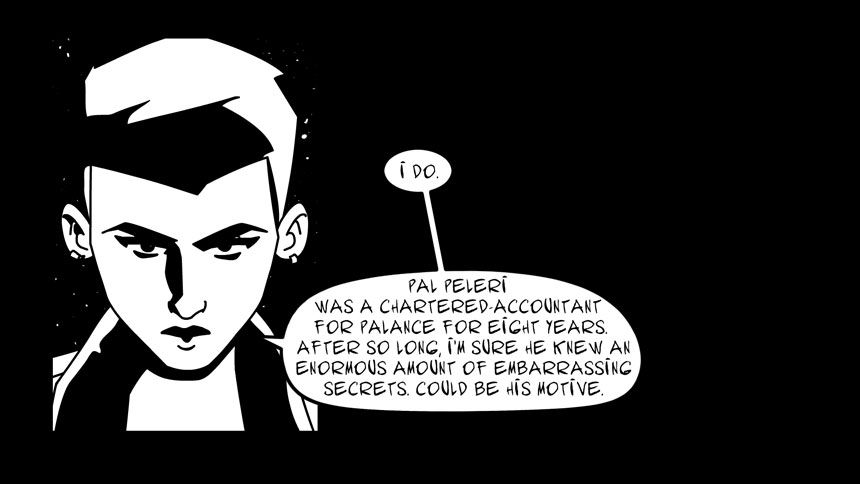 I DO.
PAL PELERI
WAS A CHARTERED-ACCOUNTANT
FOR PALANCE FOR EIGHT YEARS.
AFTER SO LONG, I'M SURE HE KNEW AN
ENORMOUS AMOUNT OF EMBARRASSING
SECRETS. COULD BE HIS MOTIVE.